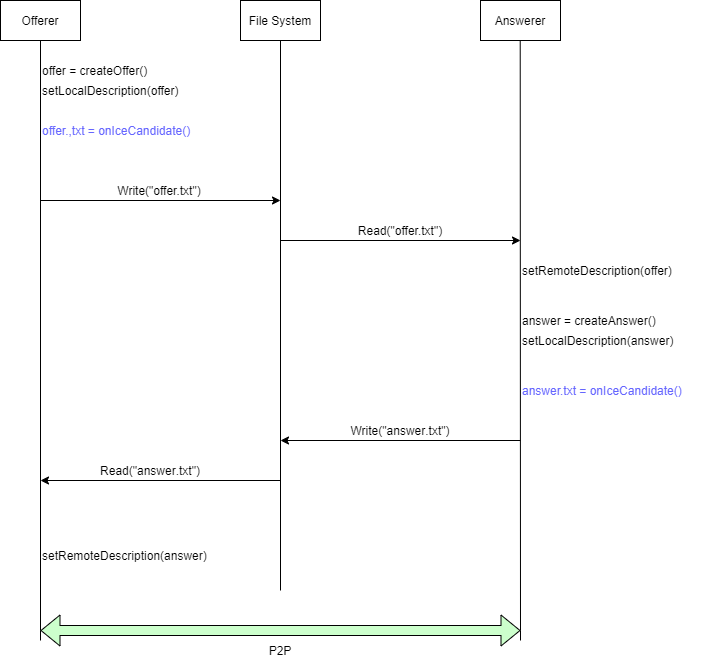 Offerer
File System
Answerer
offer = createOffer()
setLocalDescription(offer)
offer.,txt = onIceCandidate()
Write("offer.txt")
Read("offer.txt")
setRemoteDescription(offer)
answer = createAnswer()
setLocalDescription(answer)
answer.txt = onIceCandidate()
Write("answer.txt")
Read("answer.txt")
setRemoteDescription(answer)
P2P